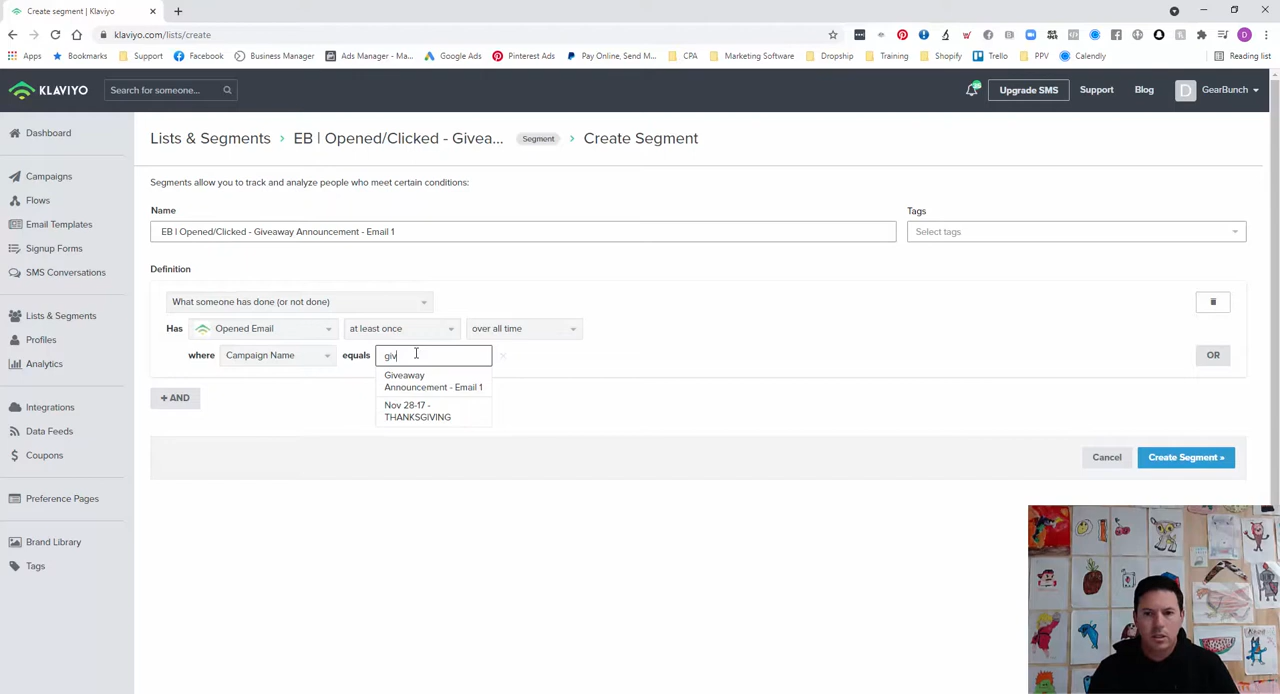 Create segment | Klaviyo
klaviyo.com/lists/create
Apps
Bookmarks
Support
Facebook
Business Manager
Ads Manager - Ma...
Google Ads
Pinterest Ads
Pay Online, Send M...
CPA
Marketing Software
Dropship
Training
Shopify
Trello
PPV
Calendly
Reading list
KLAVIYO
Search for someone...
Upgrade SMS
Support
Blog
D
GearBunch
Dashboard
Campaigns
Flows
Email Templates
Signup Forms
SMS Conversations
Lists & Segments
Profiles
Analytics
Integrations
Data Feeds
Coupons
Preference Pages
Brand Library
Tags
Lists & Segments > EB | Opened/Clicked - Givea... Segment > Create Segment
Segments allow you to track and analyze people who meet certain conditions:
Name
Tags
EB | Opened/Clicked - Giveaway Announcement - Email 1
Select tags
Definition
What someone has done (or not done)
Has Opened Email at least once over all time
where Campaign Name equals giv
OR
Giveaway
Announcement - Email 1
Nov 28-17 -
THANKSGIVING
+ AND
Cancel
Create Segment »